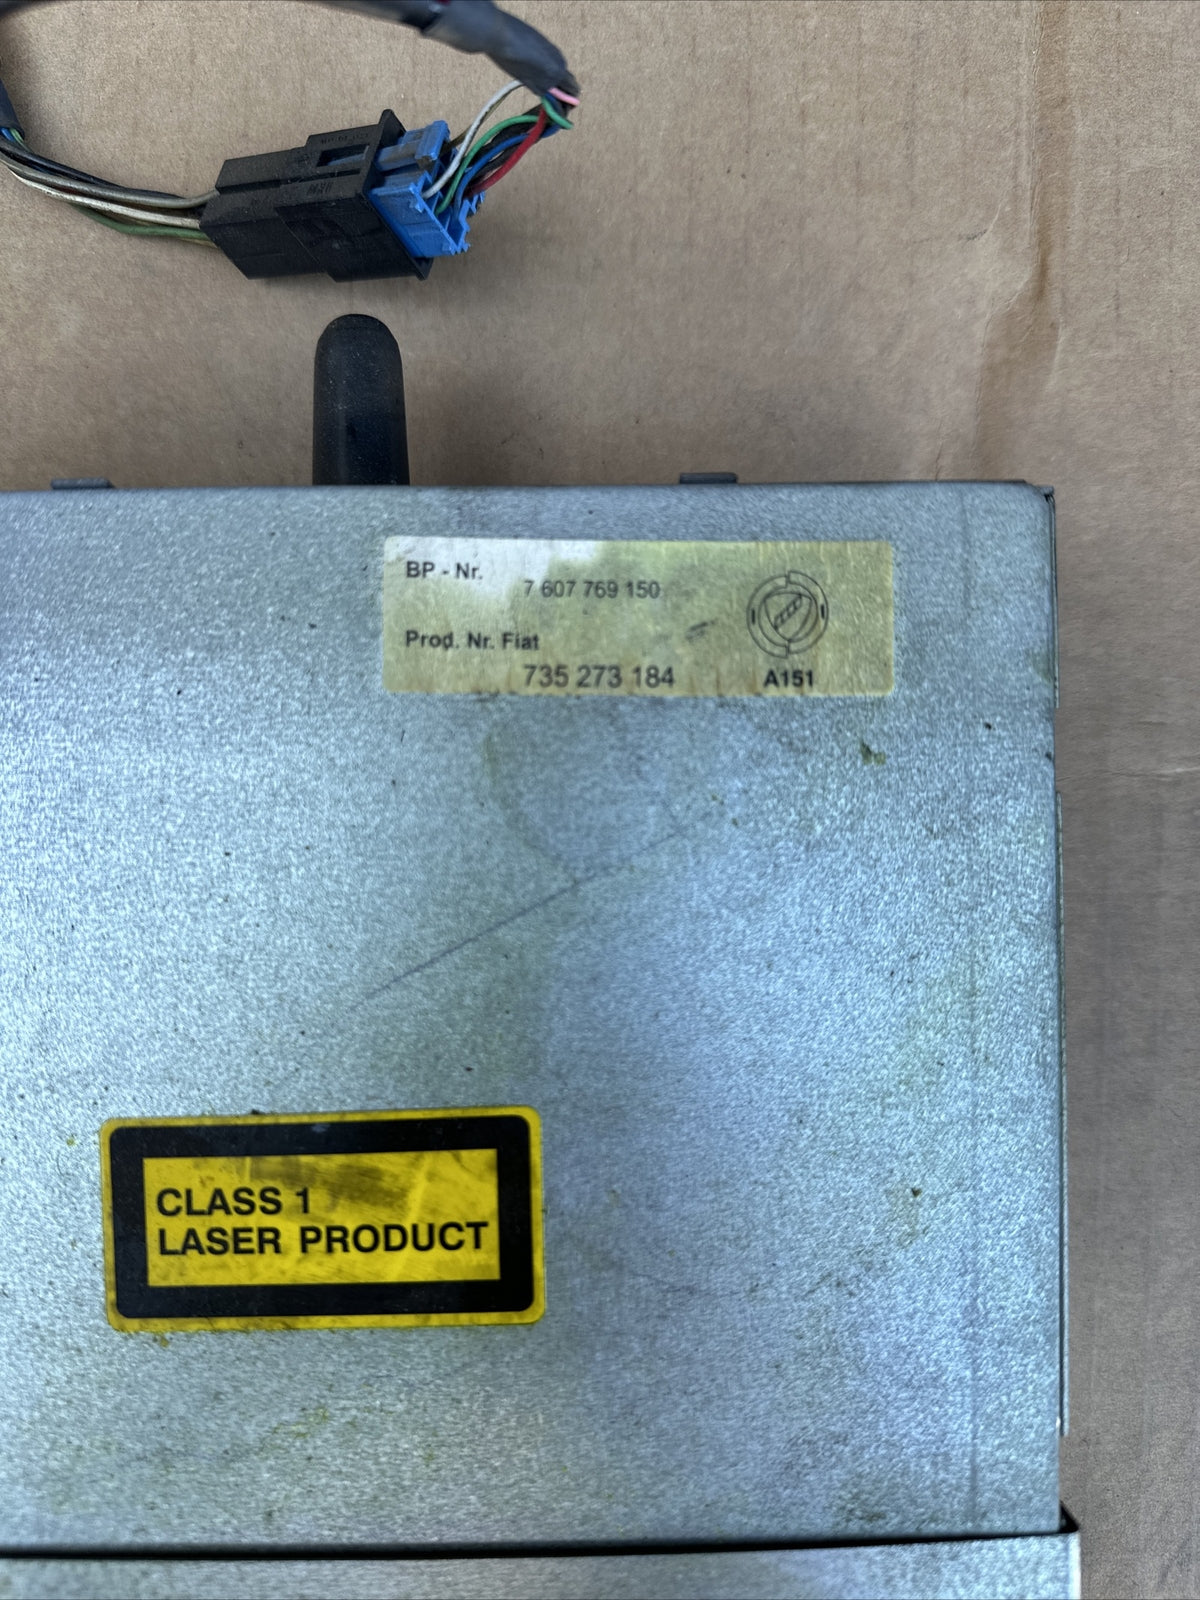 BP - Nr.
7 607 769 150
Prod. Nr. Fiat
735 273 184
A151
CLASS 1
LASER PRODUCT